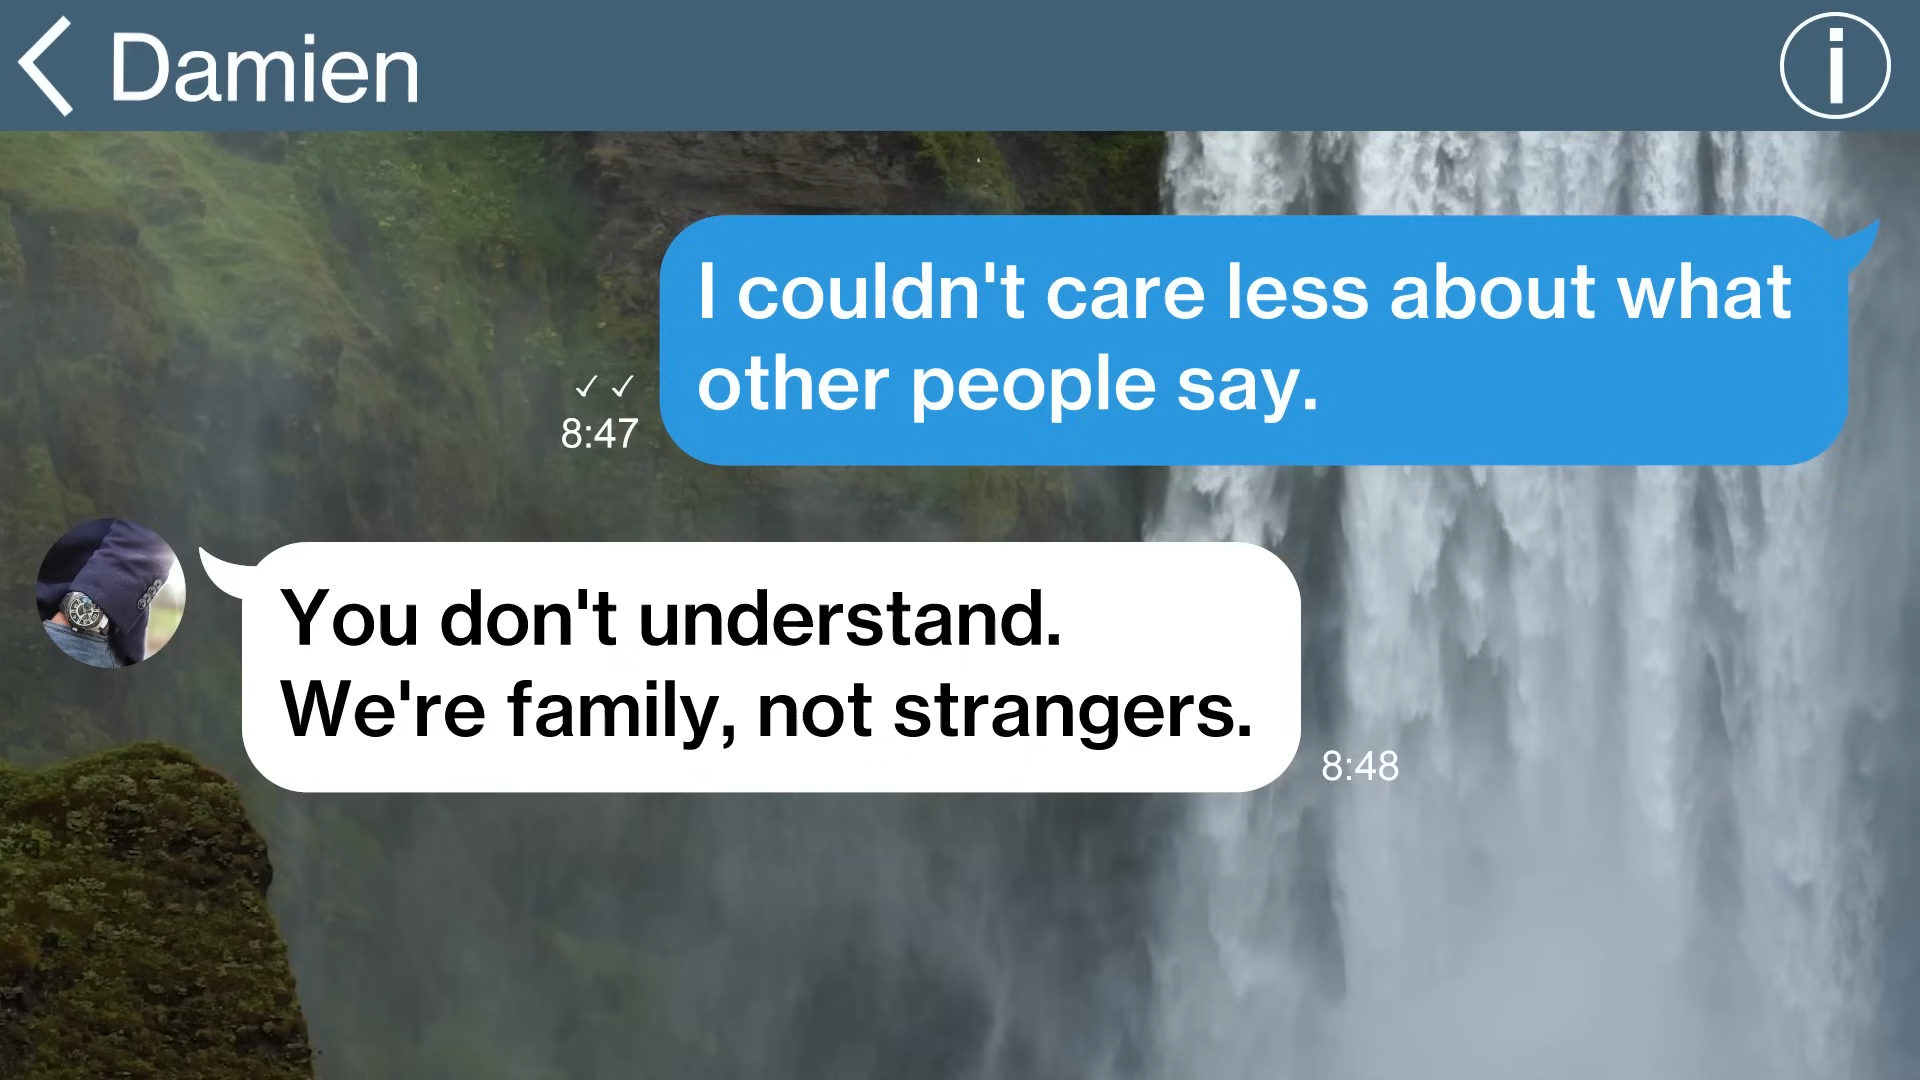 Damien
I couldn't care less about what
other people say.
✓ ✓
8:47
You don't understand.
We're family, not strangers.
8:48